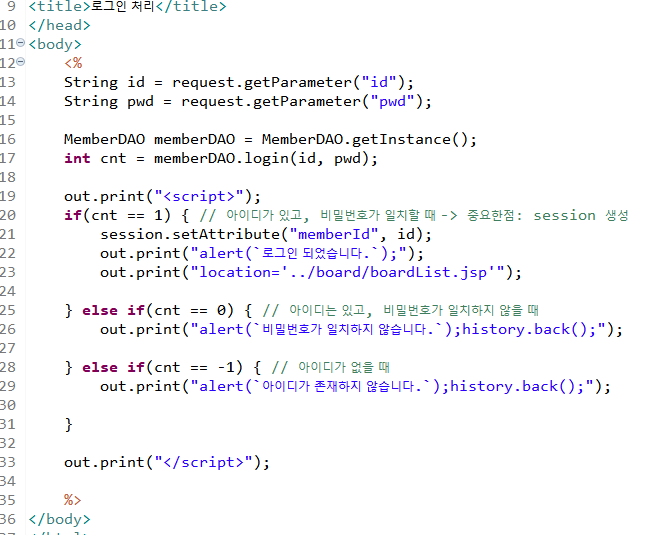 9 <title>로그인 처리</title>
10 </head>
11 <body>
12 <%
13 String id = request.getParameter("id");
14 String pwd = request.getParameter("pwd");
15
16 MemberDAO memberDAO = MemberDAO.getInstance();
17 int cnt = memberDAO.login(id, pwd);
18
19 out.print("<script>");
20 if(cnt == 1) { // 아이디가 있고, 비밀번호가 일치할 때 -> 중요한점: session 생성
21 session.setAttribute("memberId", id);
22 out.print("alert(`로그인 되었습니다.`);");
23 out.print("location='../board/boardList.jsp'");
24
25 } else if(cnt == 0) { // 아이디는 있고, 비밀번호가 일치하지 않을 때
26 out.print("alert(`비밀번호가 일치하지 않습니다.`);history.back();");
27
28 } else if(cnt == -1) { // 아이디가 없을 때
29 out.print("alert(`아이디가 존재하지 않습니다.`);history.back();");
30
31 }
32
33 out.print("</script>");
34
35 %>
36 </body>